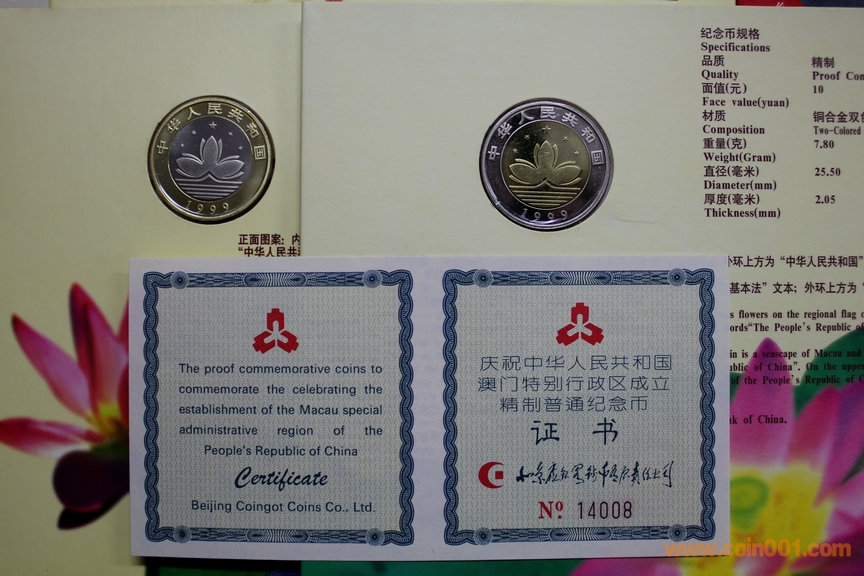 中华人民共和国
1999
中华人民共和国
1999
纪念币规格
Specifications
品质 精制
Quality Proof
面值(元) 10
Face value(yuan)
材质 铜合金双
Composition Two-Colored
重量(克) 7.80
Weight(Gram)
直径(毫米) 25.50
Diameter(mm)
厚度(毫米) 2.05
Thickness(mm)
正面图案：
“中华人民共
外环上方为“中华人民共和国”
基本法”文本；外环上方为“
s flowers on the regional flag of
ords“The People's Republic of
in is a seascape of Macau and
ublic of China”. On the upper
of the People's Republic of C
nk of China.
The proof commemorative coins to
commemorate the celebrating the
establishment of the Macau special
administrative region of the
People's Republic of China
Certificate
Beijing Coingot Coins Co., Ltd.
庆祝中华人民共和国
澳门特别行政区成立
精制普通纪念币
证 书
Nº 14008
www.coin001.com